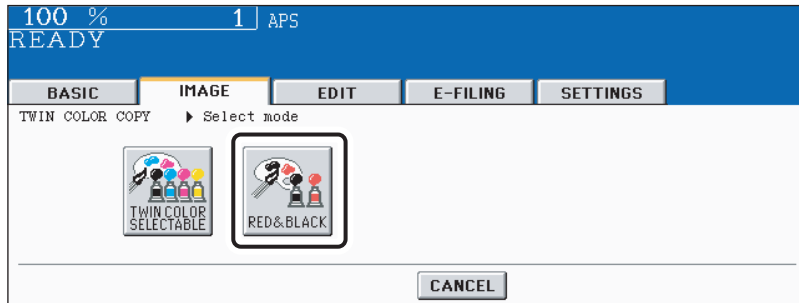 100 % 1 APS
READY
BASIC IMAGE EDIT E-FILING SETTINGS
TWIN COLOR COPY ▶ Select mode
TWIN COLOR
SELECTABLE
RED&BLACK
CANCEL